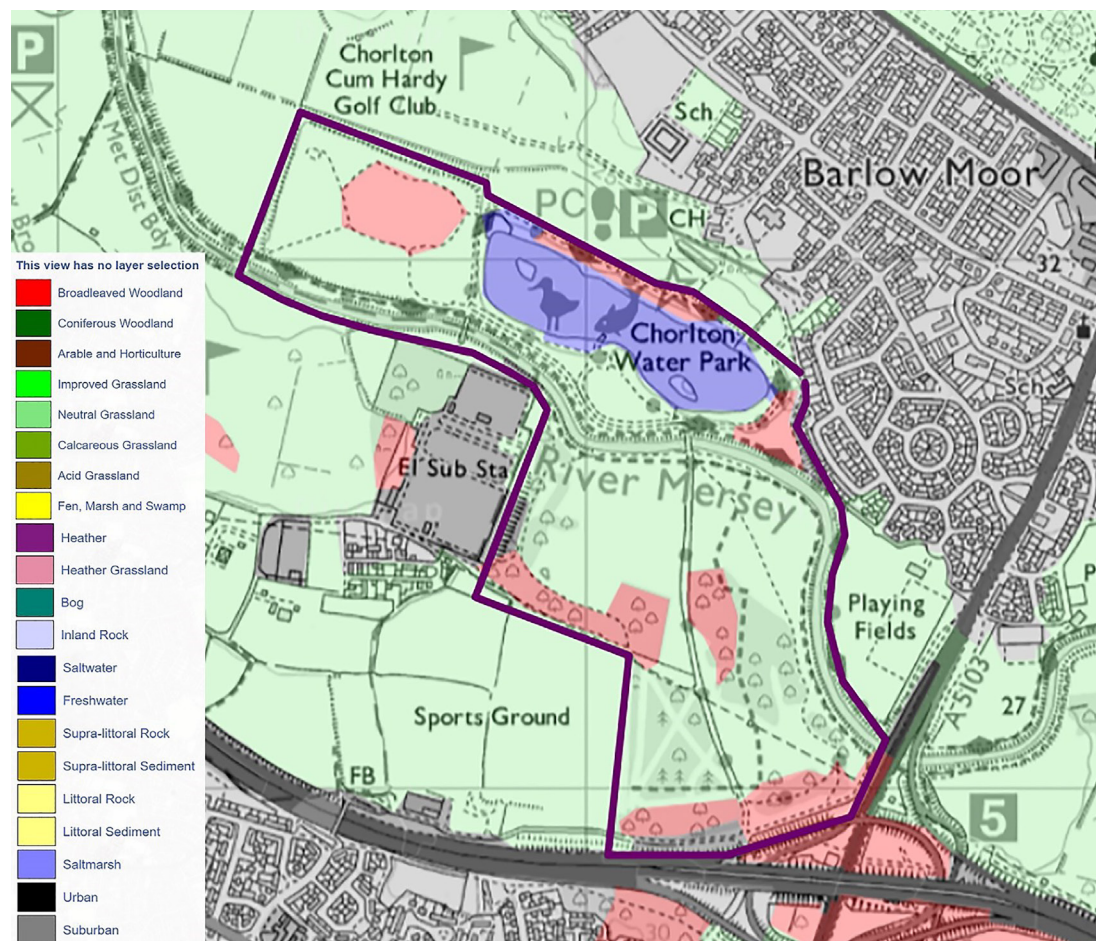 P
Chorlton
Cum Hardy
Golf Club
Sch
Met Dist Bdy
Barlow Moor
PC
P
CH
32
This view has no layer selection
Broadleaved Woodland
Coniferous Woodland
Arable and Horticulture
Improved Grassland
Neutral Grassland
Calcareous Grassland
Acid Grassland
Fen, Marsh and Swamp
Heather
Heather Grassland
Bog
Inland Rock
Saltwater
Freshwater
Supra-littoral Rock
Supra-littoral Sediment
Littoral Rock
Littoral Sediment
Saltmarsh
Urban
Suburban
Chorlton
Water Park
Sch
El Sub Sta
River Mersey
Playing
Fields
A5103
27
Sports Ground
FB
5
30